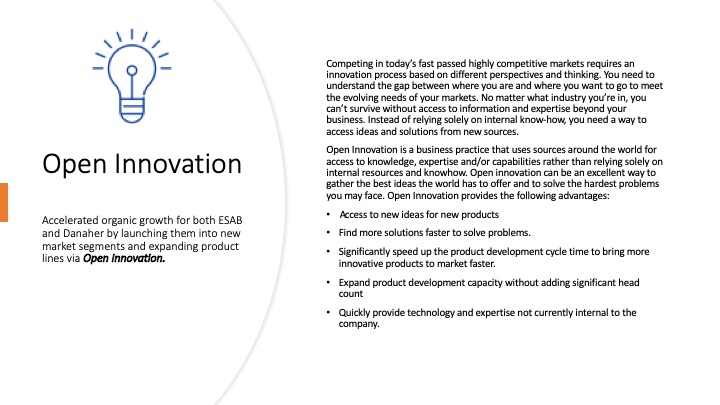 Open Innovation
Accelerated organic growth for both ESAB
and Danaher by launching them into new
market segments and expanding product
lines via Open Innovation.
Competing in today's fast passed highly competitive markets requires an
innovation process based on different perspectives and thinking. You need to
understand the gap between where you are and where you want to go to meet
the evolving needs of your markets. No matter what industry you're in, you
can't survive without access to information and expertise beyond your
business. Instead of relying solely on internal know-how, you need a way to
access ideas and solutions from new sources.
Open Innovation is a business practice that uses sources around the world for
access to knowledge, expertise and/or capabilities rather than relying solely on
internal resources and knowhow. Open innovation can be an excellent way to
gather the best ideas the world has to offer and to solve the hardest problems
you may face. Open Innovation provides the following advantages:
• Access to new ideas for new products
• Find more solutions faster to solve problems.
• Significantly speed up the product development cycle time to bring more
innovative products to market faster.
• Expand product development capacity without adding significant head
count
• Quickly provide technology and expertise not currently internal to the
company.